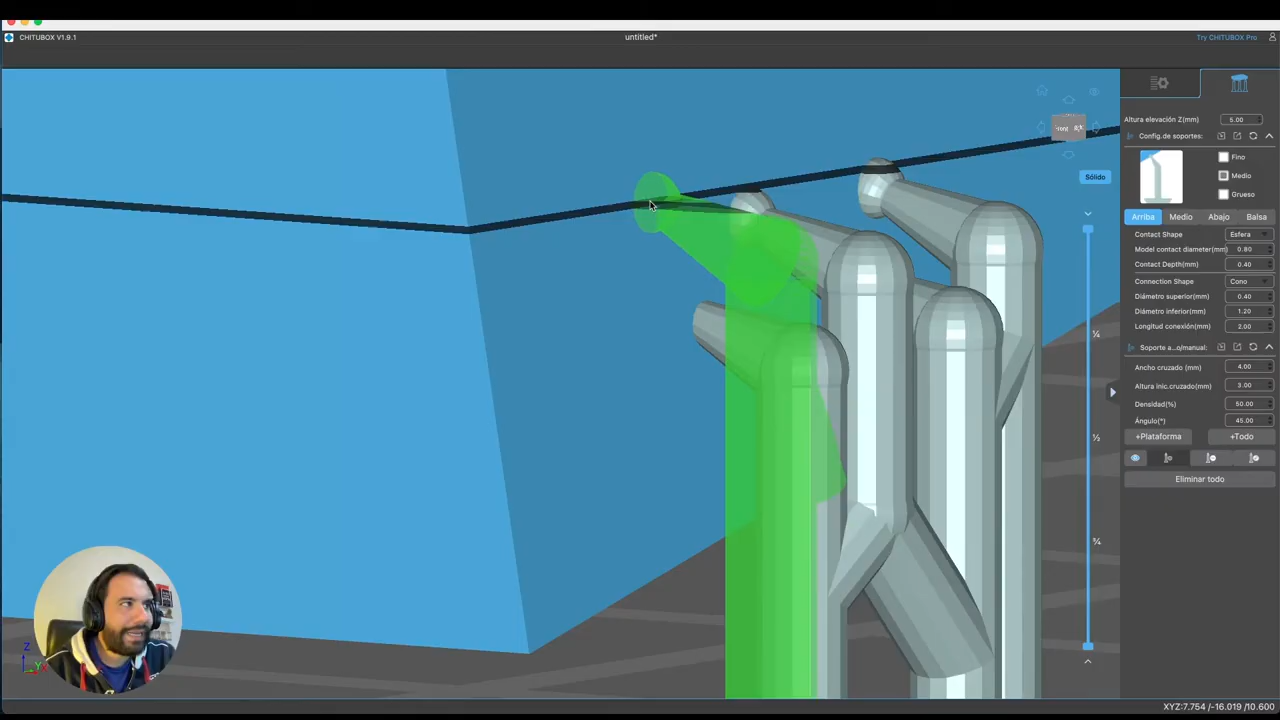 CHITUBOX V1.9.1
untitled*
Try CHITUBOX Pro
Altura elevación Z(mm) 5.00
Config.de soportes:
Fino
Medio
Grueso
Sólido
Arriba Medio Abajo Balsa
Contact Shape Esfera
Model contact diameter(mm) 0.80
Contact Depth(mm) 0.40
Connection Shape Cono
Diámetro superior(mm) 0.40
Diámetro inferior(mm) 1.20
Longitud conexión(mm) 2.00
Soporte a...o/manual:
Ancho cruzado (mm) 4.00
Altura inic.cruzado(mm) 3.00
Densidad(%) 50.00
Ángulo(°) 45.00
+Plataforma +Todo
Eliminar todo
¼
½
¾
Z
Y
XYZ:7.754 /-16.019 /10.600